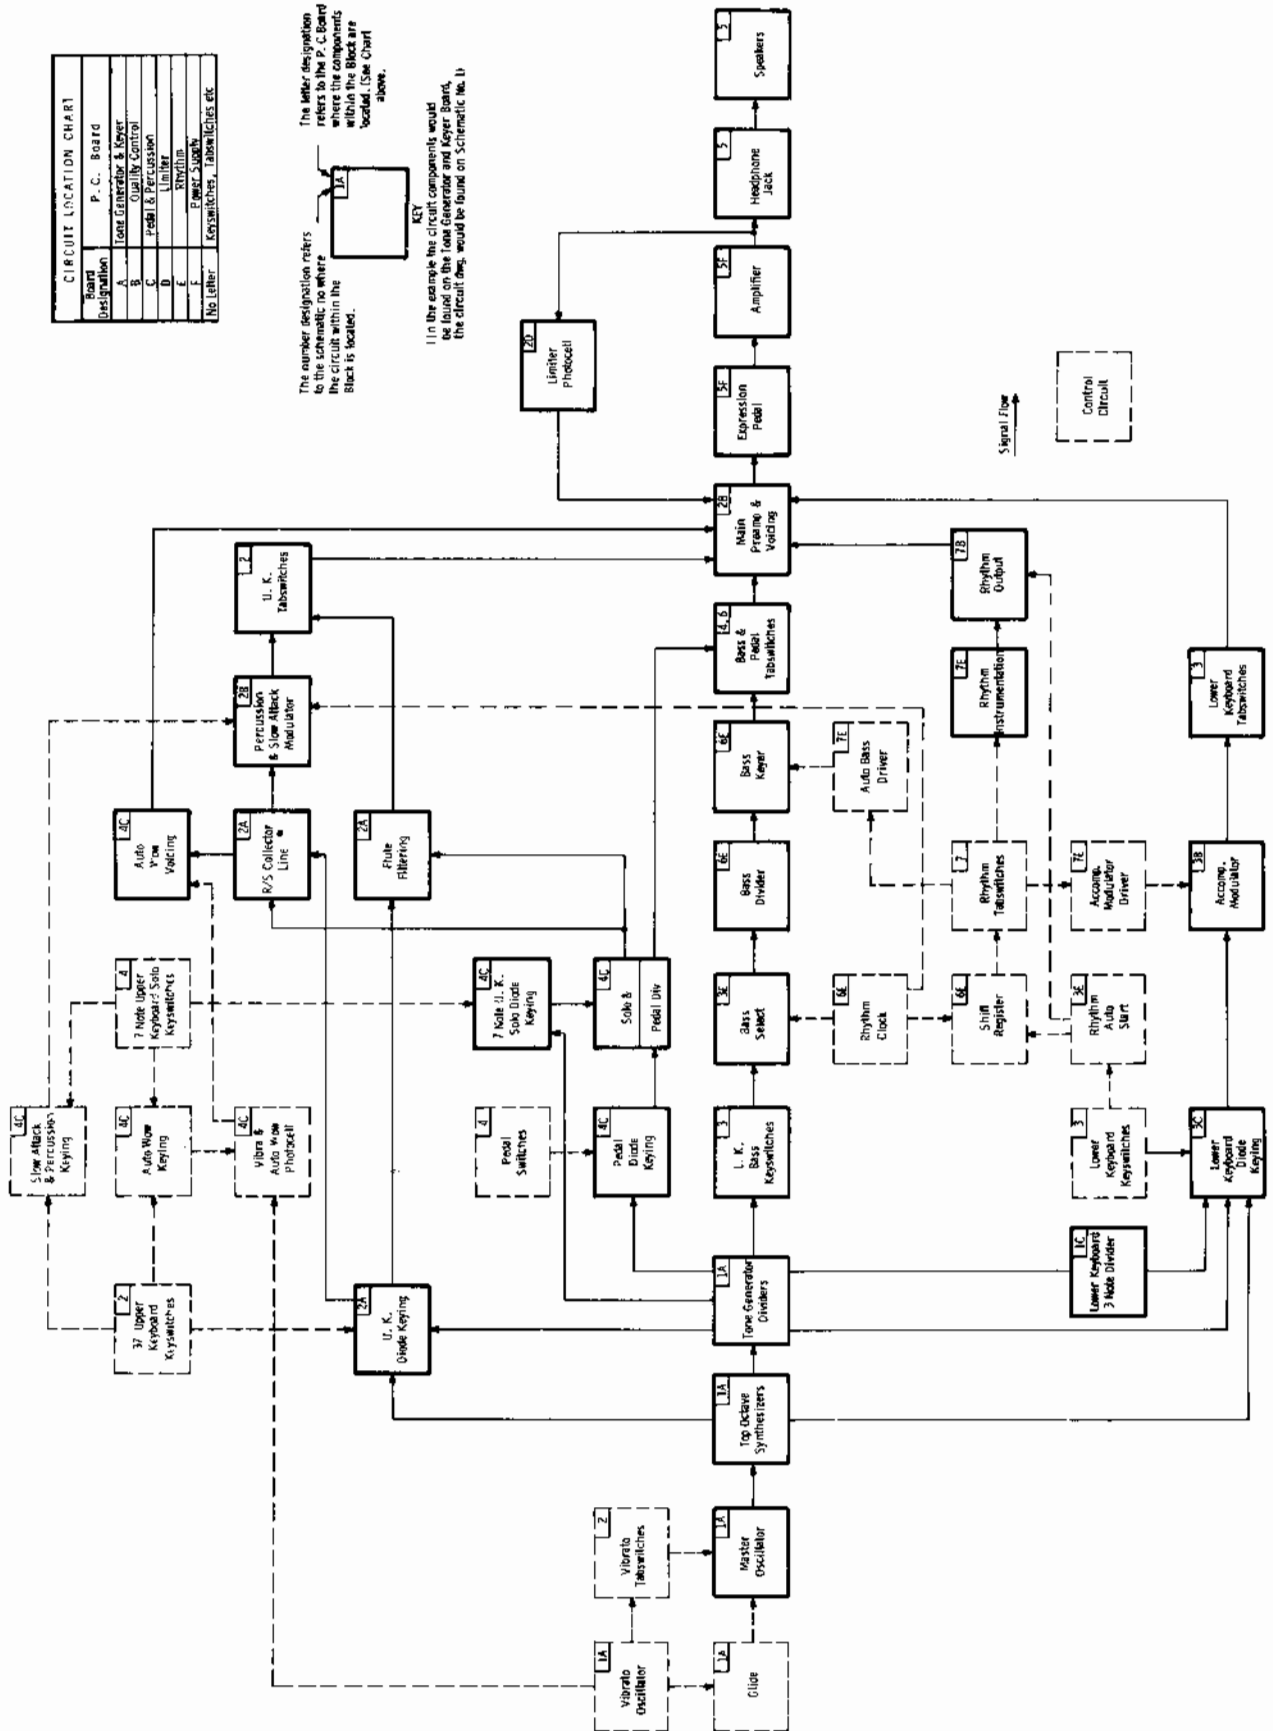 CIRCUIT LOCATION CHART
Board
Designation
P. C. Board
A
Tone Generator & Keyer
B
Quality Control
C
Pedal & Percussion
D
Limiter
E
Rhythm
F
Power Supply
No Letter
Keyswitches, Tabswitches etc
The number designation refers
to the schematic no where
the circuit within the
Block is located.
The letter designation
refers to the P. C. Board
where the components
within the Block are
located. (See Chart
above.
1A
KEY
In the example the circuit components would
be found on the Tone Generator and Keyer Board,
the circuit dwg. would be found on Schematic No. 1)
4C
Slow Attack
& Percussion
Keying
2
37 Upper
Keyboard
Keyswitches
4C
Auto Wow
Keying
4
7 Note Upper
Keyboard Solo
Keyswitches
4C
Auto
Wow
Voicing
4C
Vibra &
Auto Wow
Photocell
2A
R/S Collector
Line
2B
Percussion
& Slow Attack
Modulator
2
U. K.
Tabswitches
2A
U. K.
Diode Keying
2A
Flute
Filtering
4
Pedal
Switches
4C
7 Note U. K.
Solo Diode
Keying
2D
Limiter
Photocell
1A
Vibrato
Oscillator
2
Vibrato
Tabswitches
4C
Pedal
Diode
Keying
4C
Solo &
Pedal Div
1A
Glide
1A
Master
Oscillator
1A
Top Octave
Synthesizers
1A
Tone Generator
Dividers
3
L. K.
Bass
Keyswitches
3E
Bass
Select
6E
Bass
Divider
6E
Bass
Keyer
4,6
Bass &
Pedal
Tabswitches
2B
Main
Preamp &
Voicing
5F
Expression
Pedal
5F
Amplifier
5
Headphone
Jack
5
Speakers
6E
Rhythm
Clock
7E
Auto Bass
Driver
6E
Shift
Register
7
Rhythm
Tabswitches
7E
Rhythm
Instrumentation
7B
Rhythm
Output
Signal Flow
1C
Lower Keyboard
3 Note Divider
3
Lower
Keyboard
Keyswitches
3E
Rhythm
Auto
Start
7E
Accomp.
Modulator
Driver
Control
Circuit
3C
Lower
Keyboard
Diode
Keying
3B
Accomp.
Modulator
3
Lower
Keyboard
Tabswitches